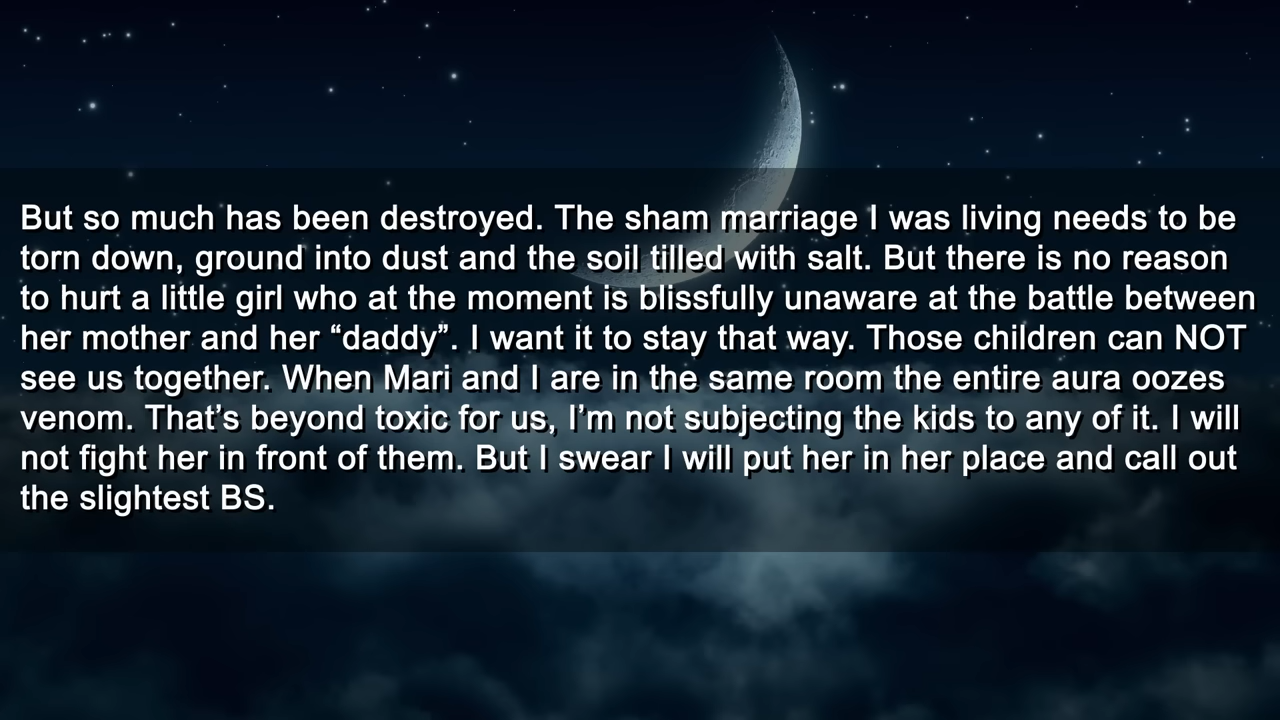 But so much has been destroyed. The sham marriage I was living needs to be
torn down, ground into dust and the soil tilled with salt. But there is no reason
to hurt a little girl who at the moment is blissfully unaware at the battle between
her mother and her “daddy”. I want it to stay that way. Those children can NOT
see us together. When Mari and I are in the same room the entire aura oozes
venom. That’s beyond toxic for us, I’m not subjecting the kids to any of it. I will
not fight her in front of them. But I swear I will put her in her place and call out
the slightest BS.